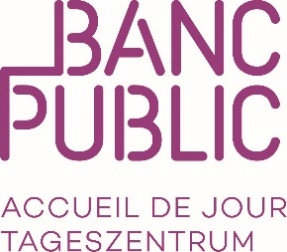 BANC
PUBLIC
ACCUEIL DE JOUR
TAGESZENTRUM